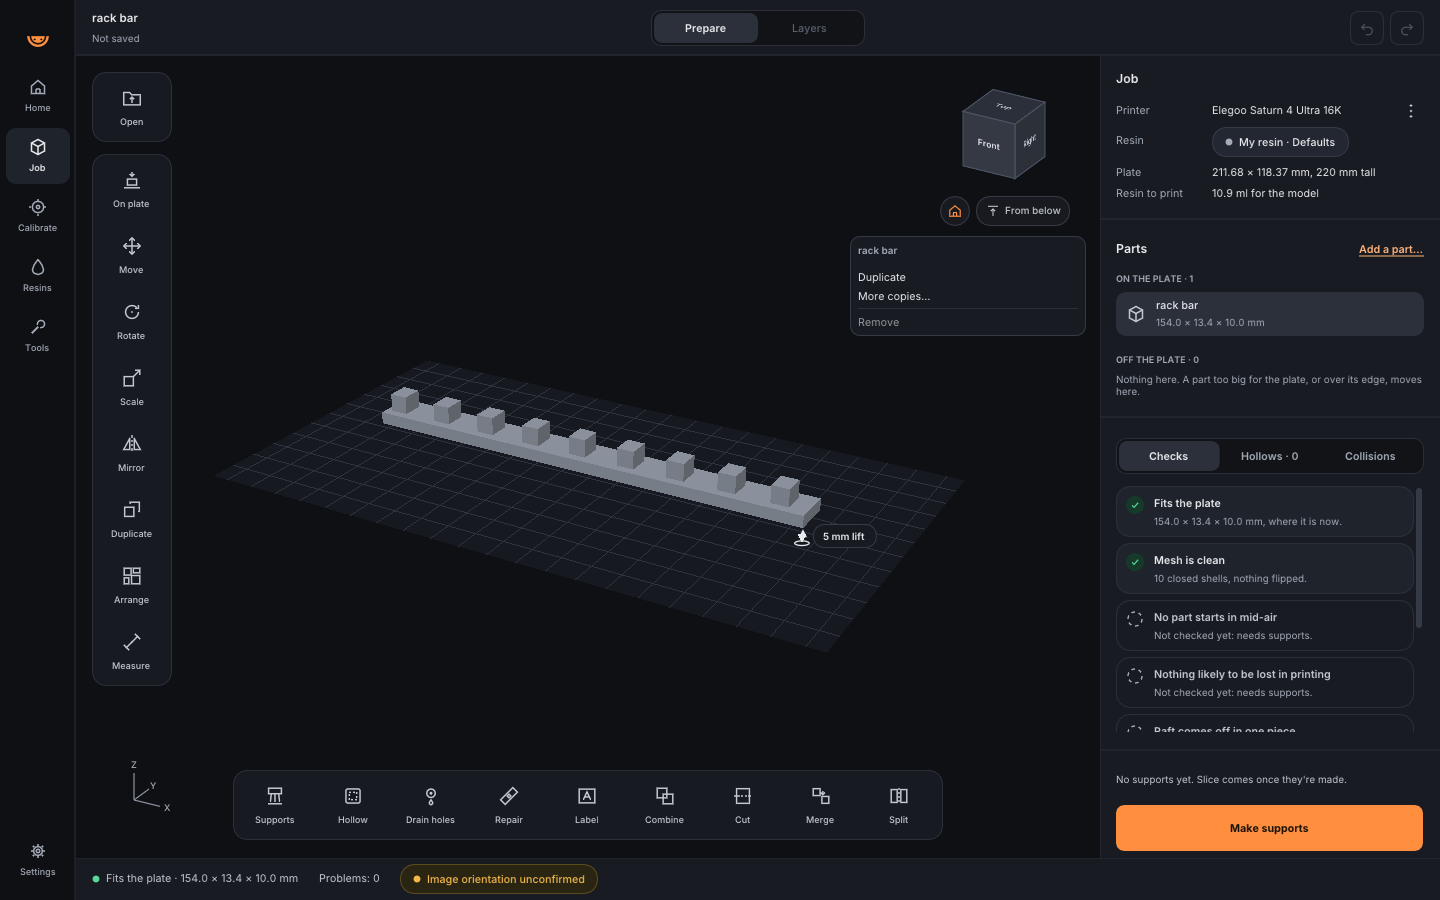 rack bar
Not saved
Prepare
Layers
Home
Job
Calibrate
Resins
Tools
Settings
Open
On plate
Move
Rotate
Scale
Mirror
Duplicate
Arrange
Measure
Top
Front
Right
From below
rack bar
Duplicate
More copies...
Remove
5 mm lift
Z
Y
X
Supports
Hollow
Drain holes
Repair
Label
Combine
Cut
Merge
Split
Job
Printer
Elegoo Saturn 4 Ultra 16K
Resin
My resin · Defaults
Plate
211.68 × 118.37 mm, 220 mm tall
Resin to print
10.9 ml for the model
Parts
Add a part...
ON THE PLATE · 1
rack bar
154.0 × 13.4 × 10.0 mm
OFF THE PLATE · 0
Nothing here. A part too big for the plate, or over its edge, moves
here.
Checks
Hollows · 0
Collisions
Fits the plate
154.0 × 13.4 × 10.0 mm, where it is now.
Mesh is clean
10 closed shells, nothing flipped.
No part starts in mid-air
Not checked yet: needs supports.
Nothing likely to be lost in printing
Not checked yet: needs supports.
Raft comes off in one piece
No supports yet. Slice comes once they're made.
Make supports
Fits the plate · 154.0 × 13.4 × 10.0 mm
Problems: 0
Image orientation unconfirmed